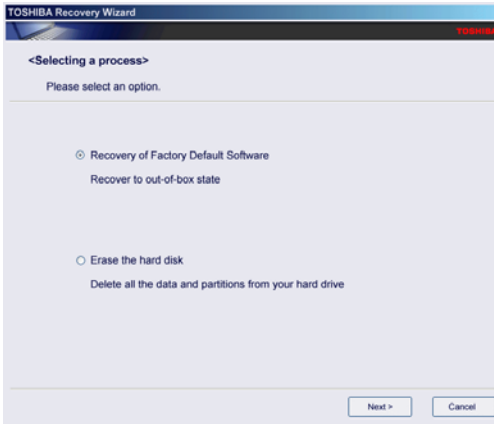 TOSHIBA Recovery Wizard
TOSHIBA
<Selecting a process>
Please select an option.
Recovery of Factory Default Software
Recover to out-of-box state
Erase the hard disk
Delete all the data and partitions from your hard drive
Next >
Cancel